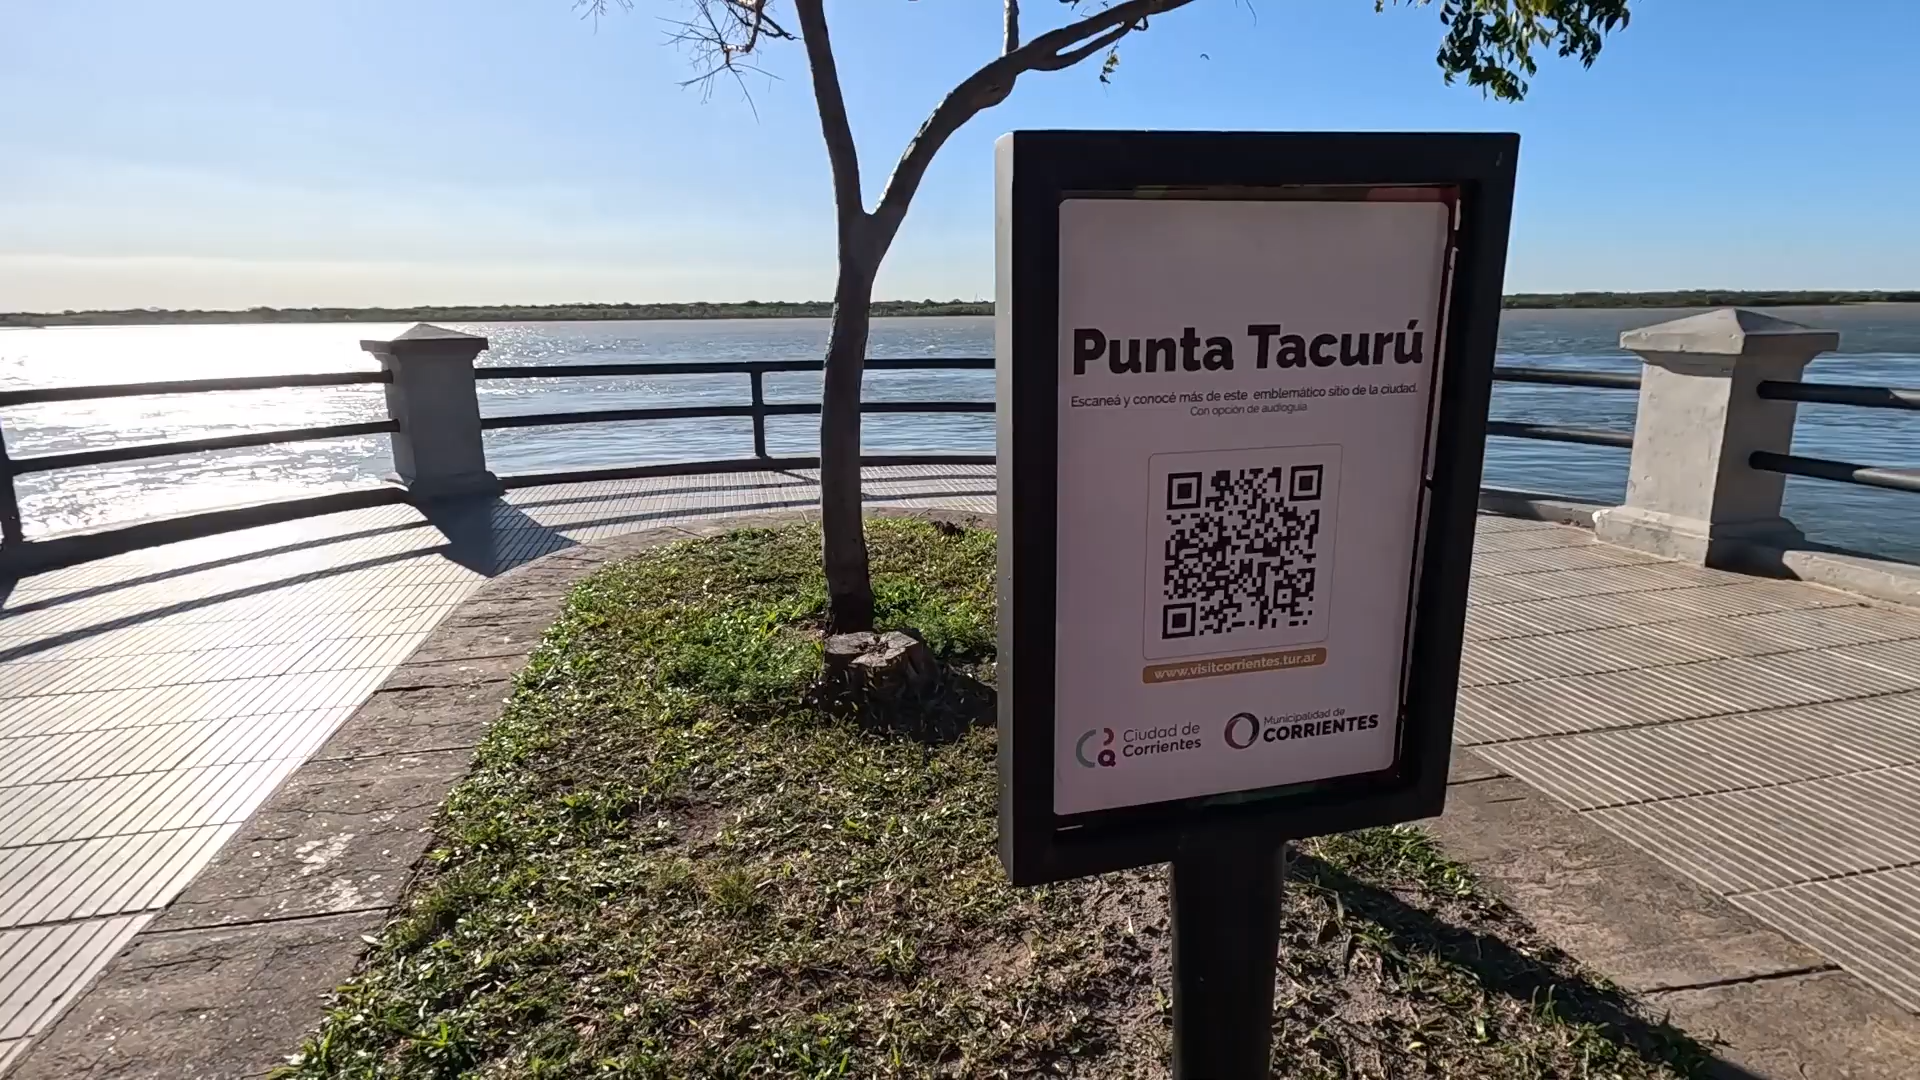 Punta Tacurú
Escaneá y conocé más de este emblemático sitio de la ciudad.
Con opción de audioguía
www.visitcorrientes.tur.ar
Ciudad de
Corrientes
Municipalidad de
CORRIENTES